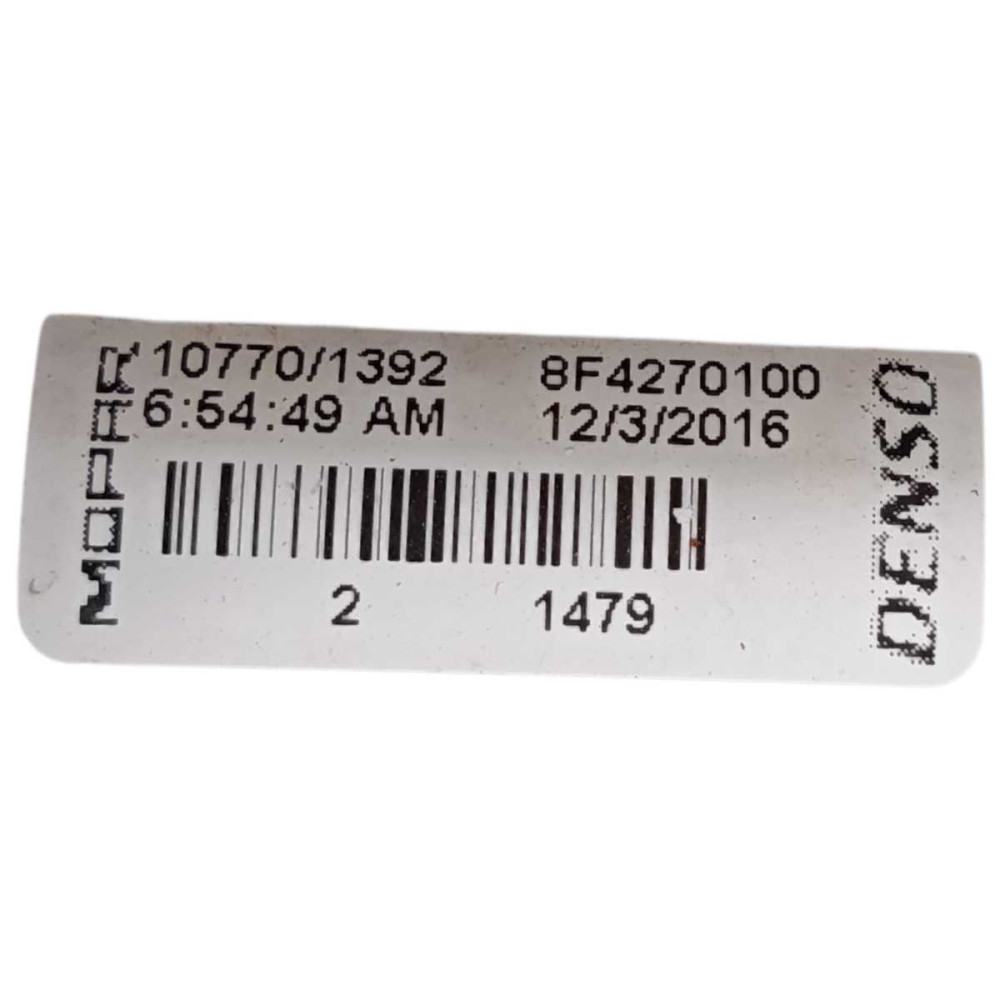 MOPAR
10770/1392 8F4270100
6:54:49 AM 12/3/2016
2 1479
DENSO